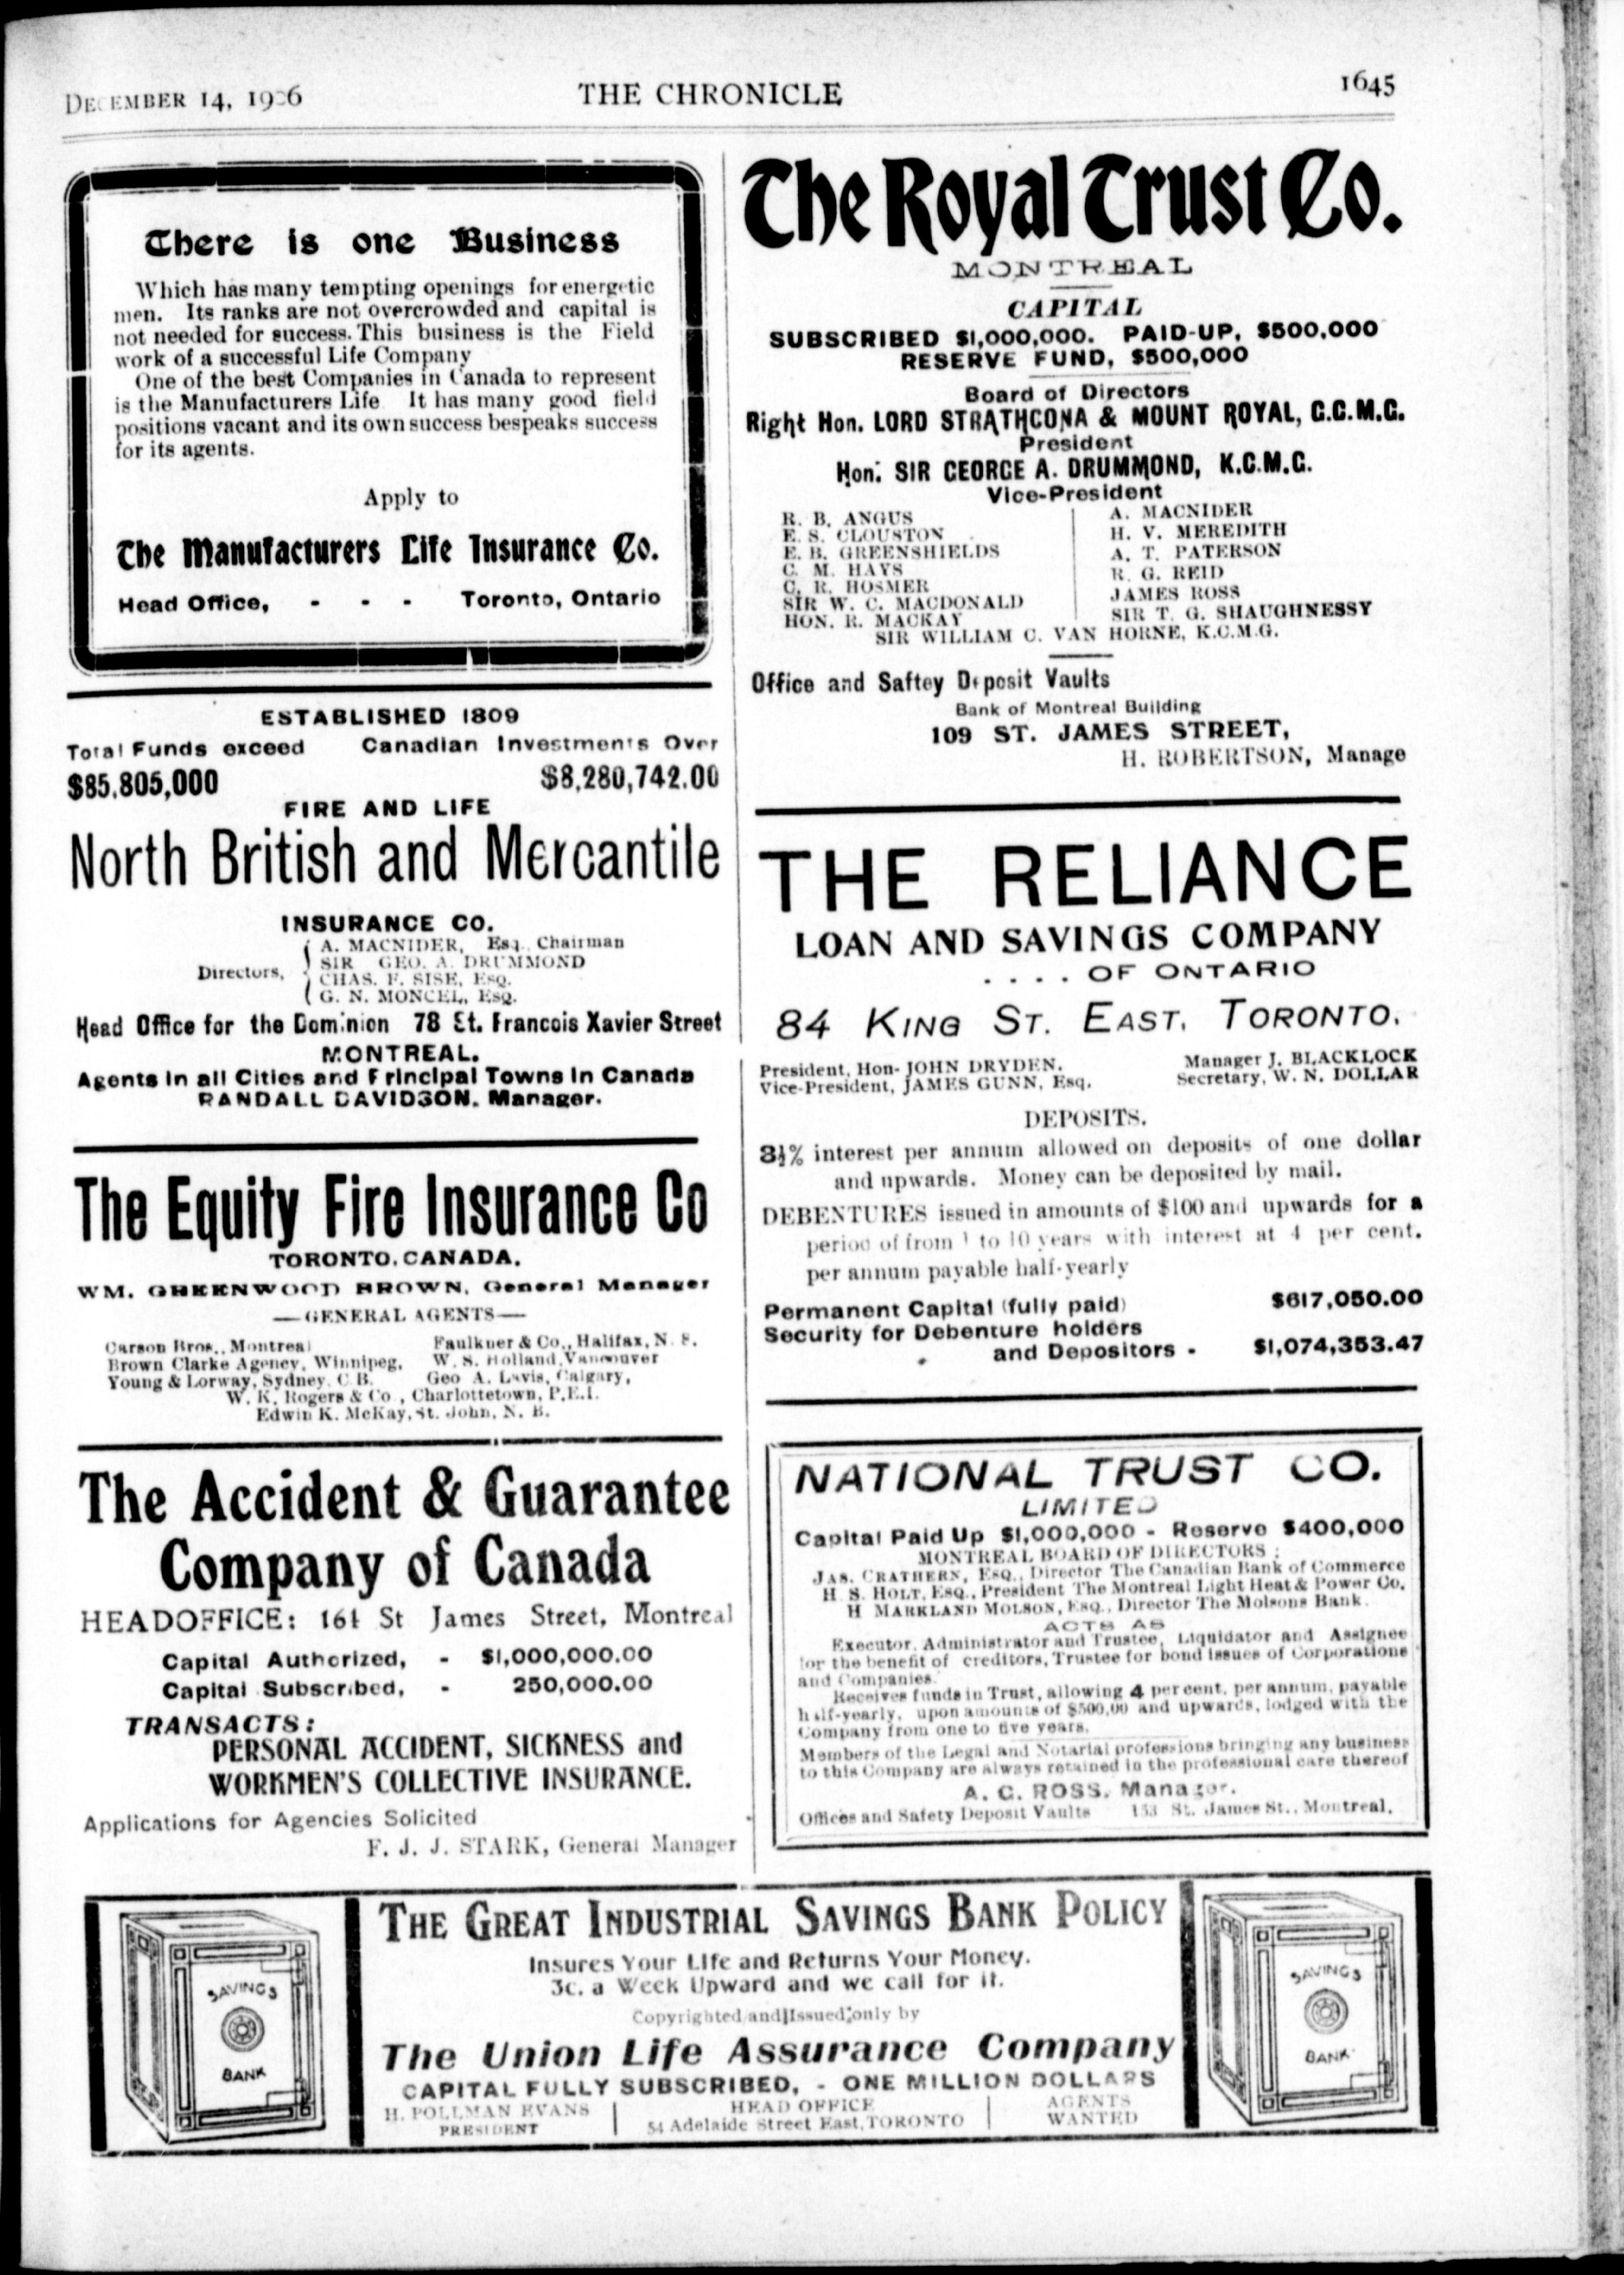 DECEMBER 14, 1906
THE CHRONICLE
1645
There is one Business
Which has many tempting openings for energetic
men. Its ranks are not overcrowded and capital is
not needed for success. This business is the Field
work of a successful Life Company
One of the best Companies in Canada to represent
is the Manufacturers Life It has many good field
positions vacant and its own success bespeaks success
for its agents.
Apply to
The Manufacturers Life Insurance Co.
Head Office, - - - Toronto, Ontario
ESTABLISHED 1809
Total Funds exceed Canadian Investments Over
$85,805,000 $8,280,742.00
FIRE AND LIFE
North British and Mercantile
INSURANCE CO.
Directors,
A. MACNIDER, Esq., Chairman
SIR GEO. A. DRUMMOND
CHAS. F. SISE, ESQ.
G. N. MONCEL, ESQ.
Head Office for the Dominion 78 St. Francois Xavier Street
MONTREAL.
Agents in all Cities and Principal Towns in Canada
RANDALL DAVIDSON. Manager.
The Equity Fire Insurance Co
TORONTO, CANADA.
WM. GREENWOOD BROWN, General Manager
—GENERAL AGENTS—
Carson Bros., Montreal Faulkner & Co., Halifax, N. S.
Brown Clarke Agency, Winnipeg, W. S. Holland, Vancouver
Young & Lorway, Sydney, C. B. Geo A. Lavis, Calgary,
W. K. Rogers & Co., Charlottetown, P.E.I.
Edwin K. McKay, St. John, N. B.
The Accident & Guarantee
Company of Canada
HEADOFFICE: 161 St James Street, Montreal
Capital Authorized, - $1,000,000.00
Capital Subscribed, - 250,000.00
TRANSACTS:
PERSONAL ACCIDENT, SICKNESS and
WORKMEN'S COLLECTIVE INSURANCE.
Applications for Agencies Solicited
F. J. J. STARK, General Manager
The Royal Trust Co.
MONTREAL
CAPITAL
SUBSCRIBED $1,000,000. PAID-UP, $500,000
RESERVE FUND, $500,000
Board of Directors
Right Hon. LORD STRATHCONA & MOUNT ROYAL, G.C.M.G.
President
Hon. SIR GEORGE A. DRUMMOND, K.C.M.G.
Vice-President
R. B. ANGUS
E. S. CLOUSTON
E. B. GREENSHIELDS
C. M. HAYS
C. R. HOSMER
SIR W. C. MACDONALD
HON. R. MACKAY
A. MACNIDER
H. V. MEREDITH
A. T. PATERSON
R. G. REID
JAMES ROSS
SIR T. G. SHAUGHNESSY
SIR WILLIAM C. VAN HORNE, K.C.M.G.
Office and Saftey Deposit Vaults
Bank of Montreal Building
109 ST. JAMES STREET,
H. ROBERTSON, Manage
THE RELIANCE
LOAN AND SAVINGS COMPANY
.... OF ONTARIO
84 KING ST. EAST, TORONTO.
President, Hon- JOHN DRYDEN. Manager J. BLACKLOCK
Vice-President, JAMES GUNN, Esq. Secretary, W. N. DOLLAR
DEPOSITS.
3½% interest per annum allowed on deposits of one dollar
and upwards. Money can be deposited by mail.
DEBENTURES issued in amounts of $100 and upwards for a
period of from 1 to 10 years with interest at 4 per cent.
per annum payable half-yearly
Permanent Capital (fully paid) $617,050.00
Security for Debenture holders
and Depositors - $1,074,353.47
NATIONAL TRUST CO.
LIMITED
Capital Paid Up $1,000,000 - Reserve $400,000
MONTREAL BOARD OF DIRECTORS:
JAS. CRATHERN, ESQ., Director The Canadian Bank of Commerce
H. S. HOLT, ESQ., President The Montreal Light Heat & Power Co.
H MARKLAND MOLSON, ESQ., Director The Molsons Bank.
ACTS AS
Executor, Administrator and Trustee, Liquidator and Assignee
for the benefit of creditors, Trustee for bond issues of Corporations
and Companies.
Receives funds in Trust, allowing 4 per cent. per annum, payable
half-yearly, upon amounts of $500.00 and upwards, lodged with the
Company from one to five years.
Members of the Legal and Notarial professions bringing any business
to this Company are always retained in the professional care thereof
A. G. ROSS, Manager.
Offices and Safety Deposit Vaults 153 St. James St., Montreal.
SAVINGS
BANK
THE GREAT INDUSTRIAL SAVINGS BANK POLICY
Insures Your Life and Returns Your Money.
3c. a Week Upward and we call for it.
Copyrighted and Issued only by
The Union Life Assurance Company
CAPITAL FULLY SUBSCRIBED, - ONE MILLION DOLLARS
H. POLLMAN EVANS
PRESIDENT
HEAD OFFICE
54 Adelaide Street East, TORONTO
AGENTS
WANTED
SAVINGS
BANK